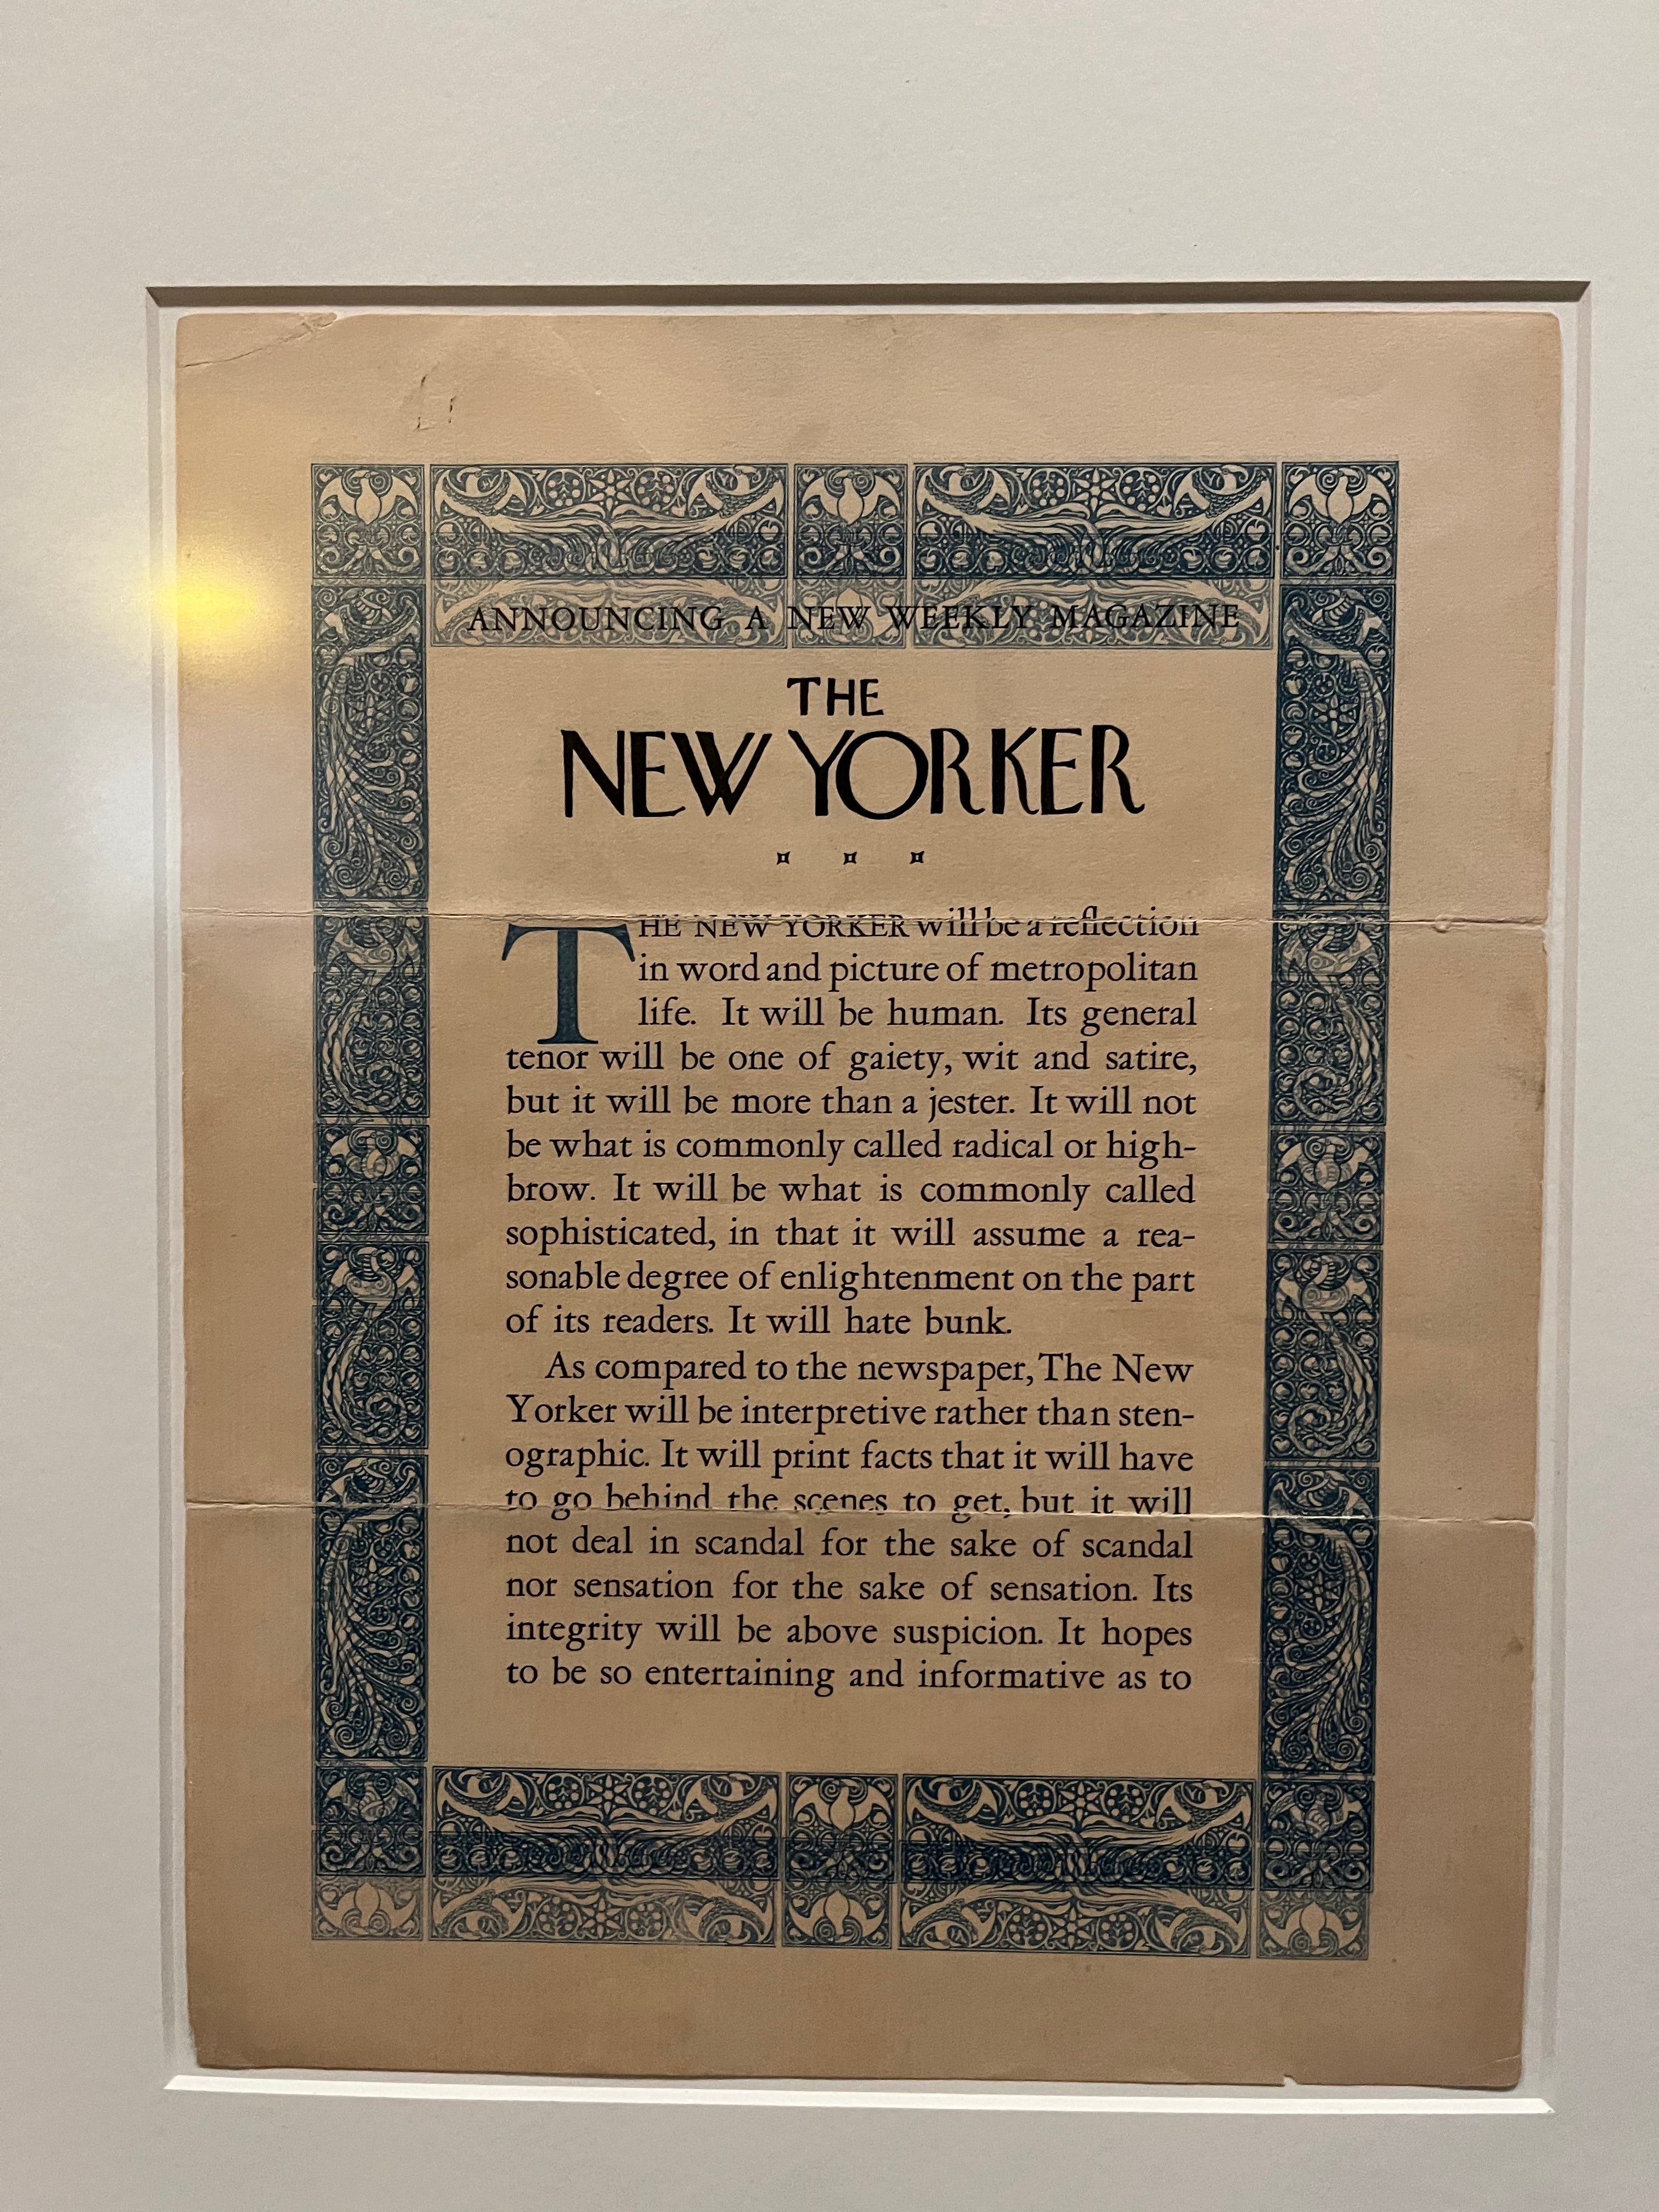 ANNOUNCING A NEW WEEKLY MAGAZINE
THE
NEW YORKER
THE NEW YORKER will be a reflection
in word and picture of metropolitan
life. It will be human. Its general
tenor will be one of gaiety, wit and satire,
but it will be more than a jester. It will not
be what is commonly called radical or high-
brow. It will be what is commonly called
sophisticated, in that it will assume a rea-
sonable degree of enlightenment on the part
of its readers. It will hate bunk.
As compared to the newspaper, The New
Yorker will be interpretive rather than sten-
ographic. It will print facts that it will have
to go behind the scenes to get, but it will
not deal in scandal for the sake of scandal
nor sensation for the sake of sensation. Its
integrity will be above suspicion. It hopes
to be so entertaining and informative as to